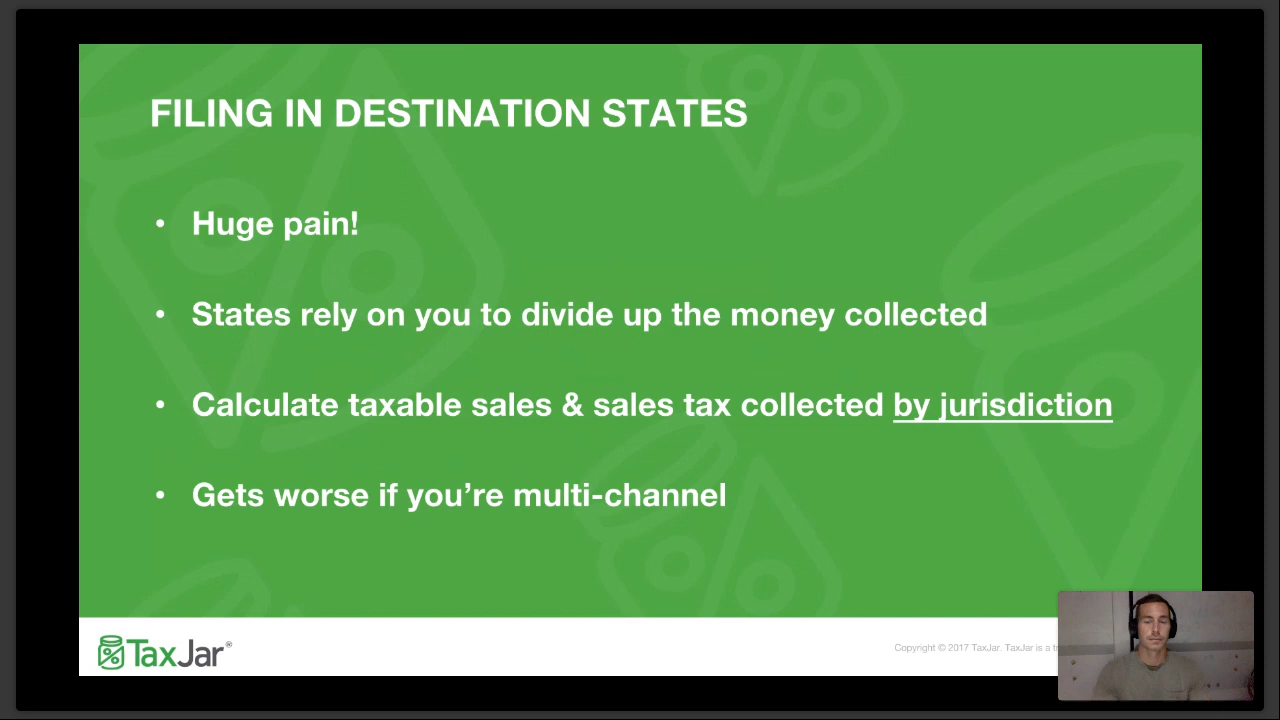 FILING IN DESTINATION STATES
• Huge pain!
• States rely on you to divide up the money collected
• Calculate taxable sales & sales tax collected by jurisdiction
• Gets worse if you’re multi-channel
TaxJar®
Copyright © 2017 TaxJar. TaxJar is a